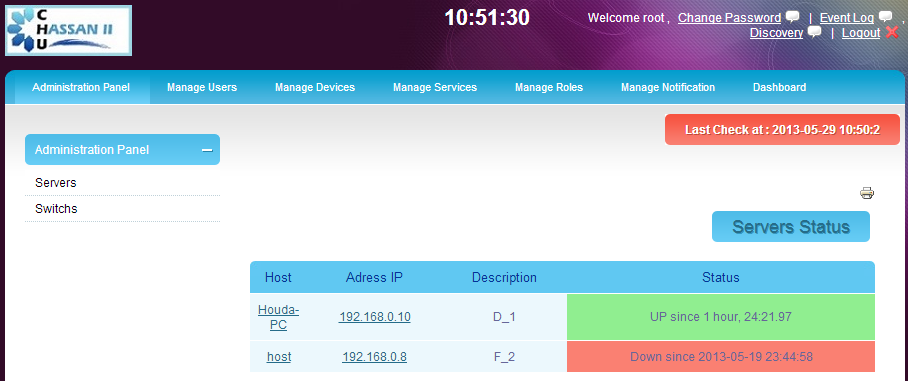 CHU HASSAN II
10:51:30
Welcome root , Change Password | Event Log ,
Discovery | Logout
Administration Panel Manage Users Manage Devices Manage Services Manage Roles Manage Notification Dashboard
Last Check at : 2013-05-29 10:50:2
Administration Panel
Servers
Switchs
Servers Status
Host Adress IP Description Status
Houda-
PC 192.168.0.10 D_1 UP since 1 hour, 24:21.97
host 192.168.0.8 F_2 Down since 2013-05-19 23:44:58